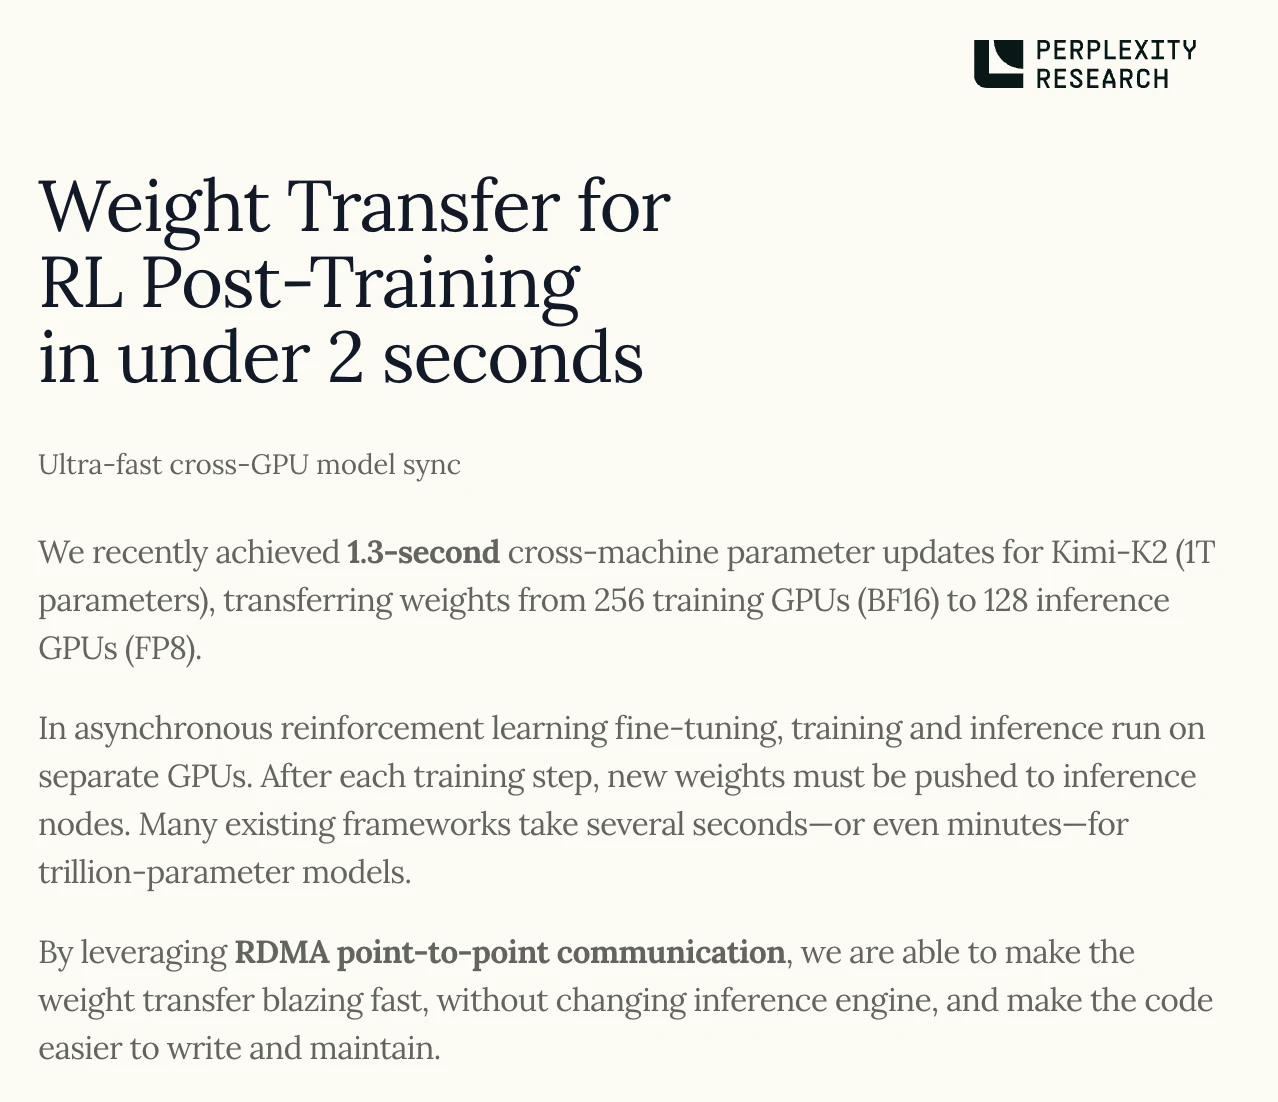 PERPLEXITY
RESEARCH
Weight Transfer for
RL Post-Training
in under 2 seconds
Ultra-fast cross-GPU model sync
We recently achieved 1.3-second cross-machine parameter updates for Kimi-K2 (1T
parameters), transferring weights from 256 training GPUs (BF16) to 128 inference
GPUs (FP8).
In asynchronous reinforcement learning fine-tuning, training and inference run on
separate GPUs. After each training step, new weights must be pushed to inference
nodes. Many existing frameworks take several seconds—or even minutes—for
trillion-parameter models.
By leveraging RDMA point-to-point communication, we are able to make the
weight transfer blazing fast, without changing inference engine, and make the code
easier to write and maintain.